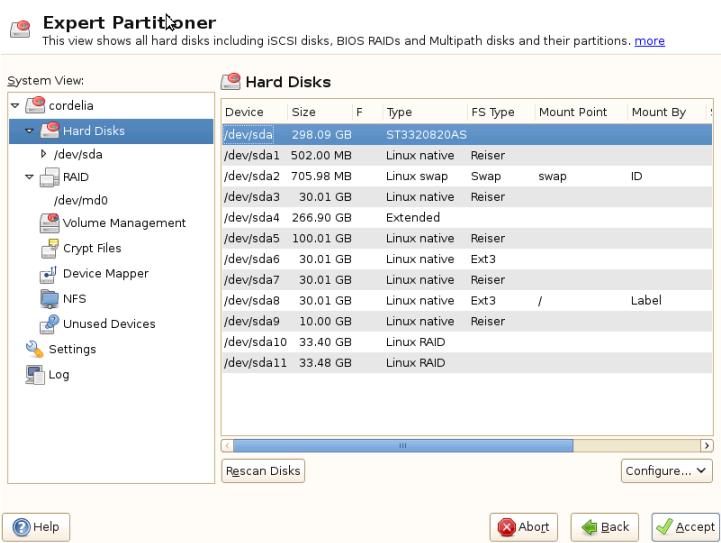 Expert Partitioner
This view shows all hard disks including iSCSI disks, BIOS RAIDs and Multipath disks and their partitions. more
System View:
cordelia
Hard Disks
/dev/sda
RAID
/dev/md0
Volume Management
Crypt Files
Device Mapper
NFS
Unused Devices
Settings
Log
Hard Disks
Device Size F Type FS Type Mount Point Mount By
/dev/sda 298.09 GB ST3320820AS
/dev/sda1 502.00 MB Linux native Reiser
/dev/sda2 705.98 MB Linux swap Swap swap ID
/dev/sda3 30.01 GB Linux native Reiser
/dev/sda4 266.90 GB Extended
/dev/sda5 100.01 GB Linux native Reiser
/dev/sda6 30.01 GB Linux native Ext3
/dev/sda7 30.01 GB Linux native Reiser
/dev/sda8 30.01 GB Linux native Ext3 / Label
/dev/sda9 10.00 GB Linux native Reiser
/dev/sda10 33.40 GB Linux RAID
/dev/sda11 33.48 GB Linux RAID
Rescan Disks Configure...
Help Abort Back Accept